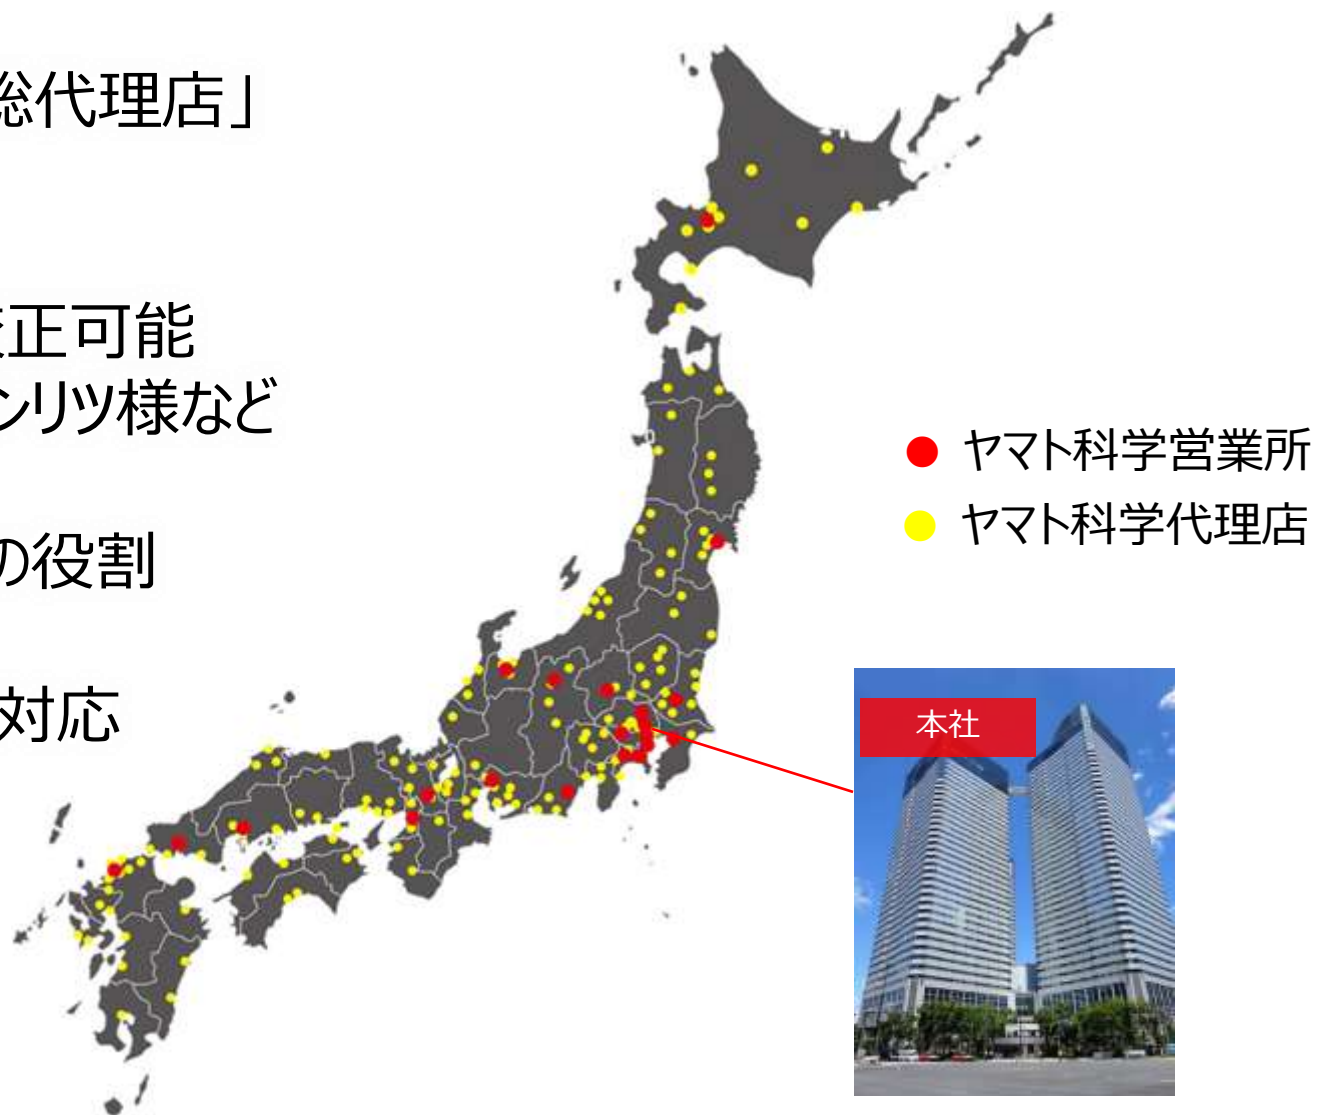 総代理店」
校正可能
ンリツ様など
の役割
対応
ヤマト科学営業所
ヤマト科学代理店
本社